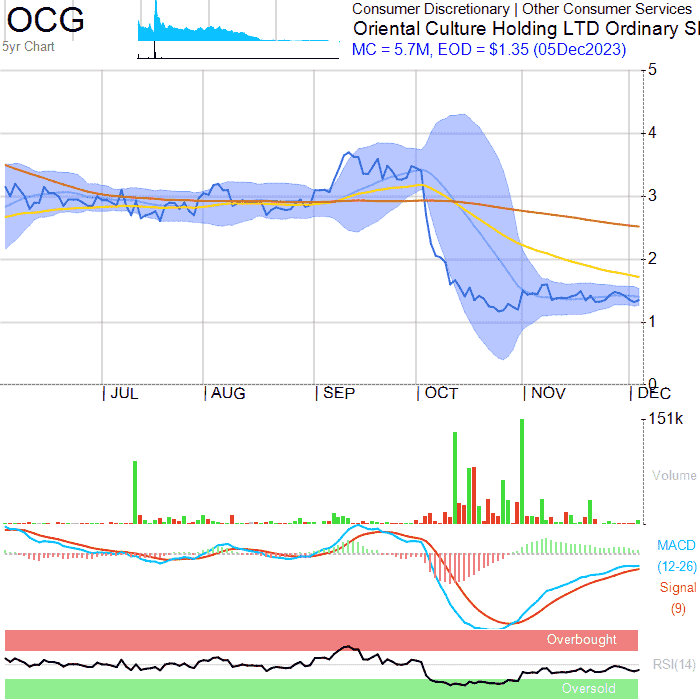 OCG
5yr Chart
Consumer Discretionary | Other Consumer Services
Oriental Culture Holding LTD Ordinary S
MC = 5.7M, EOD = $1.35 (05Dec2023)
5
4
3
2
1
0
JUL AUG SEP OCT NOV DEC
151k
Volume
MACD
(12-26)
Signal
(9)
Overbought
RSI(14)
Oversold